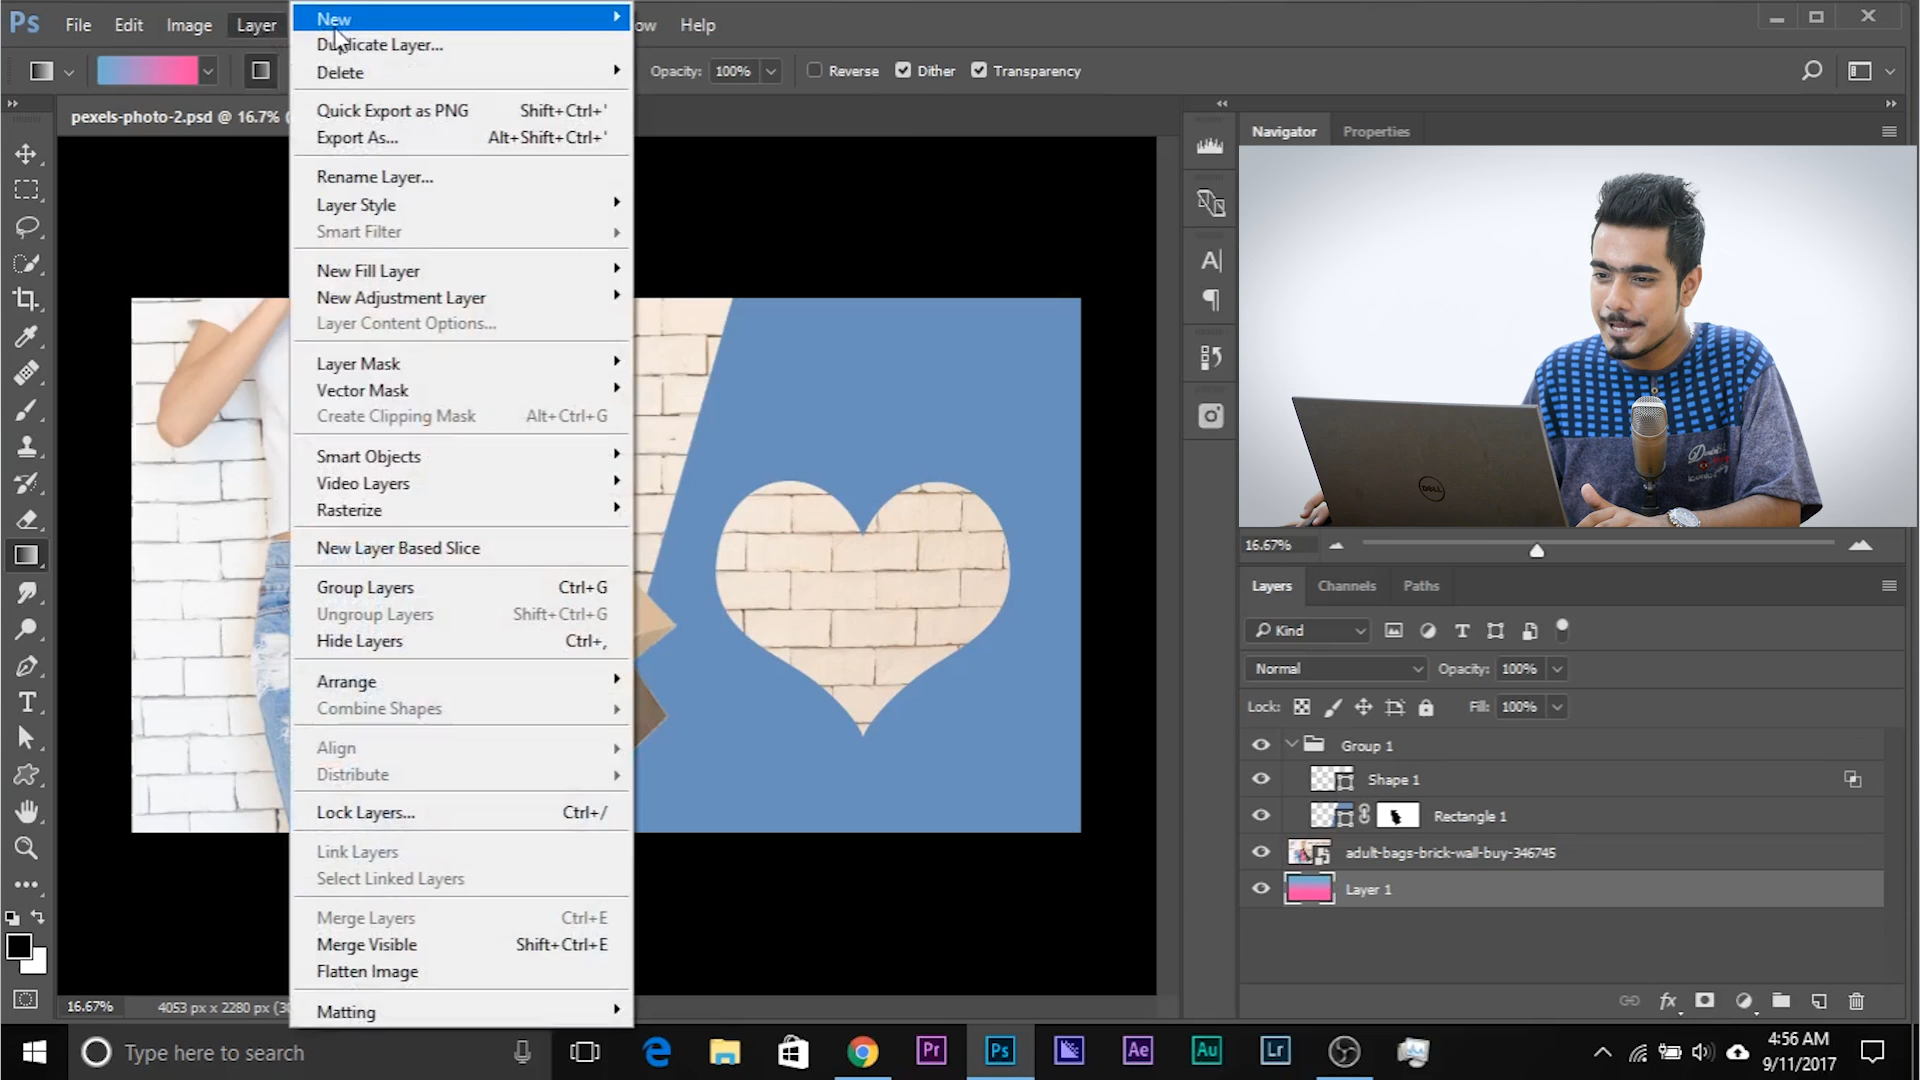 Ps File Edit Image Layer ow Help
Opacity: 100% Reverse Dither Transparency
pexels-photo-2.psd @ 16.7% (
New
Duplicate Layer...
Delete
Quick Export as PNG Shift+Ctrl+'
Export As... Alt+Shift+Ctrl+'
Rename Layer...
Layer Style
Smart Filter
New Fill Layer
New Adjustment Layer
Layer Content Options...
Layer Mask
Vector Mask
Create Clipping Mask Alt+Ctrl+G
Smart Objects
Video Layers
Rasterize
New Layer Based Slice
Group Layers Ctrl+G
Ungroup Layers Shift+Ctrl+G
Hide Layers Ctrl+,
Arrange
Combine Shapes
Align
Distribute
Lock Layers... Ctrl+/
Link Layers
Select Linked Layers
Merge Layers Ctrl+E
Merge Visible Shift+Ctrl+E
Flatten Image
Matting
Navigator Properties
DELL
16.67%
Layers Channels Paths
Kind
Normal Opacity: 100%
Lock: Fill: 100%
Group 1
Shape 1
Rectangle 1
adult-bags-brick-wall-buy-346745
Layer 1
16.67% 4053 px x 2280 px (30
Type here to search
Pr Ps Ae Au Lr
4:56 AM
9/11/2017